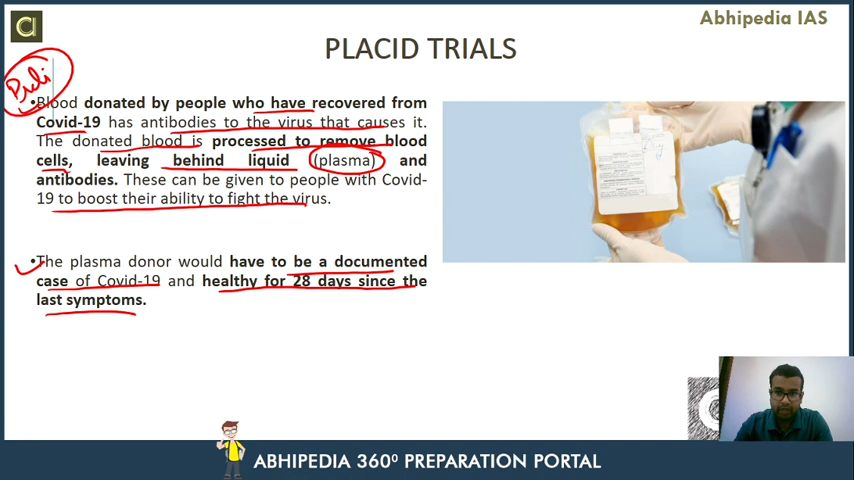 Abhipedia IAS
PLACID TRIALS
Preli
•Blood donated by people who have recovered from
Covid-19 has antibodies to the virus that causes it.
The donated blood is processed to remove blood
cells, leaving behind liquid (plasma) and
antibodies. These can be given to people with Covid-
19 to boost their ability to fight the virus.
•The plasma donor would have to be a documented
case of Covid-19 and healthy for 28 days since the
last symptoms.
ABHIPEDIA 360⁰ PREPARATION PORTAL